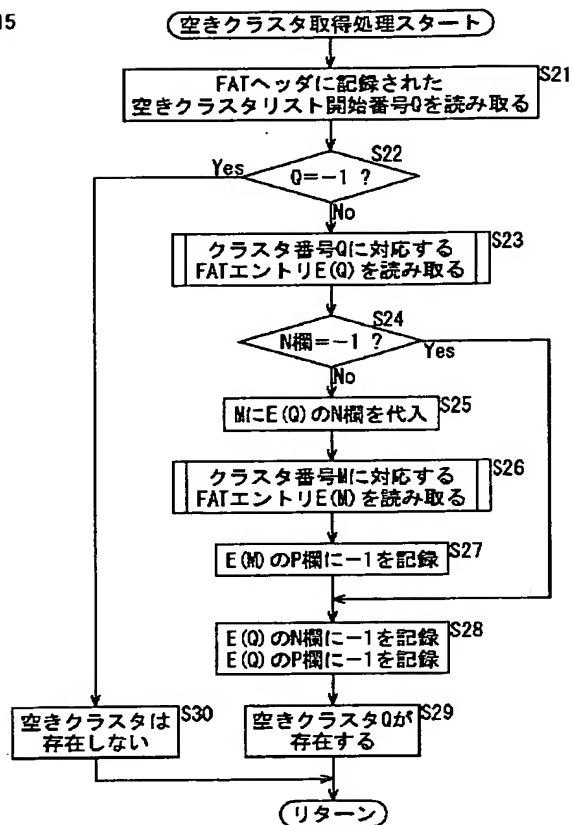 15
空きクラスタ取得処理スタート
S21
FATヘッダに記録された
空きクラスタリスト開始番号Qを読み取る
S22
Yes
Q=−1 ?
No
S23
クラスタ番号Qに対応する
FATエントリE(Q)を読み取る
S24
N欄=−1 ?
Yes
No
MにE(Q)のN欄を代入
S25
クラスタ番号Mに対応する
S26
FATエントリE(M)を読み取る
E(M)のP欄に−1を記録
S27
E(Q)のN欄に−1を記録
S28
E(Q)のP欄に−1を記録
空きクラスタは
S30
存在しない
空きクラスタQが
S29
存在する
リターン